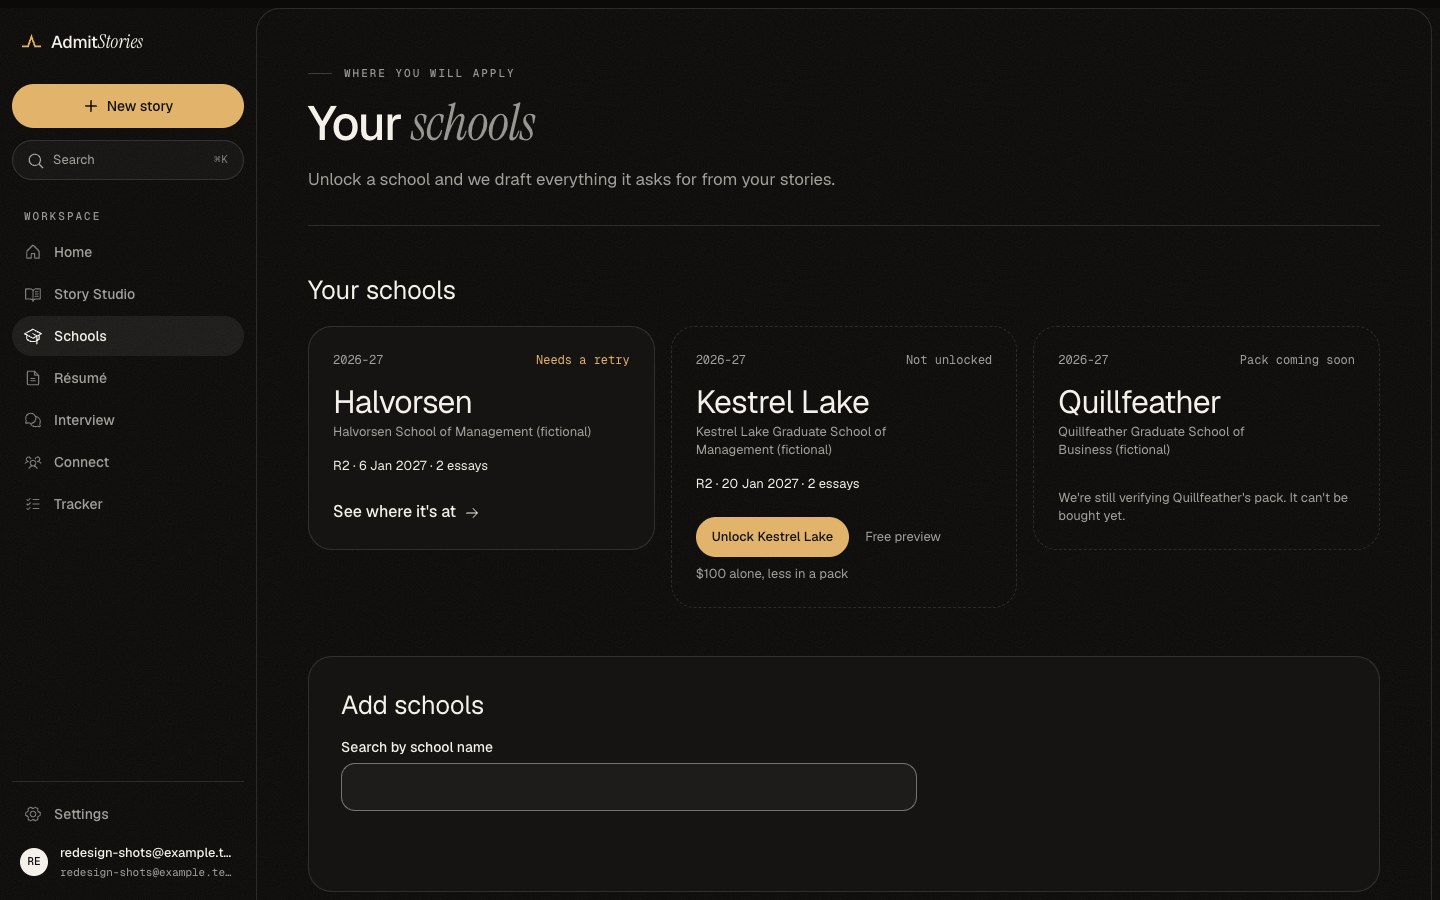 AdmitStories
New story
Search ⌘K
WORKSPACE
Home
Story Studio
Schools
Résumé
Interview
Connect
Tracker
Settings
RE
redesign-shots@example.t…
redesign-shots@example.te…
WHERE YOU WILL APPLY
Your schools
Unlock a school and we draft everything it asks for from your stories.
Your schools
2026-27 Needs a retry
Halvorsen
Halvorsen School of Management (fictional)
R2 · 6 Jan 2027 · 2 essays
See where it's at →
2026-27 Not unlocked
Kestrel Lake
Kestrel Lake Graduate School of
Management (fictional)
R2 · 20 Jan 2027 · 2 essays
Unlock Kestrel Lake Free preview
$100 alone, less in a pack
2026-27 Pack coming soon
Quillfeather
Quillfeather Graduate School of
Business (fictional)
We're still verifying Quillfeather's pack. It can't be
bought yet.
Add schools
Search by school name